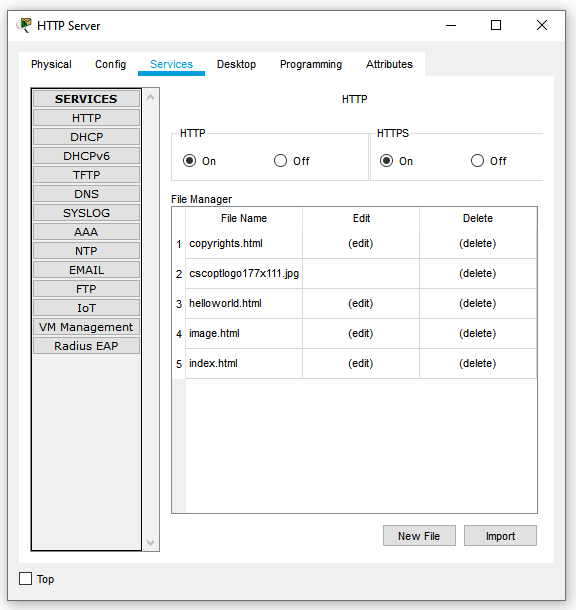 HTTP Server
Physical Config Services Desktop Programming Attributes
SERVICES
HTTP
DHCP
DHCPv6
TFTP
DNS
SYSLOG
AAA
NTP
EMAIL
FTP
IoT
VM Management
Radius EAP
HTTP
HTTP HTTPS
On Off On Off
File Manager
File Name Edit Delete
1 copyrights.html (edit) (delete)
2 cscoptlogo177x111.jpg (delete)
3 helloworld.html (edit) (delete)
4 image.html (edit) (delete)
5 index.html (edit) (delete)
New File Import
Top